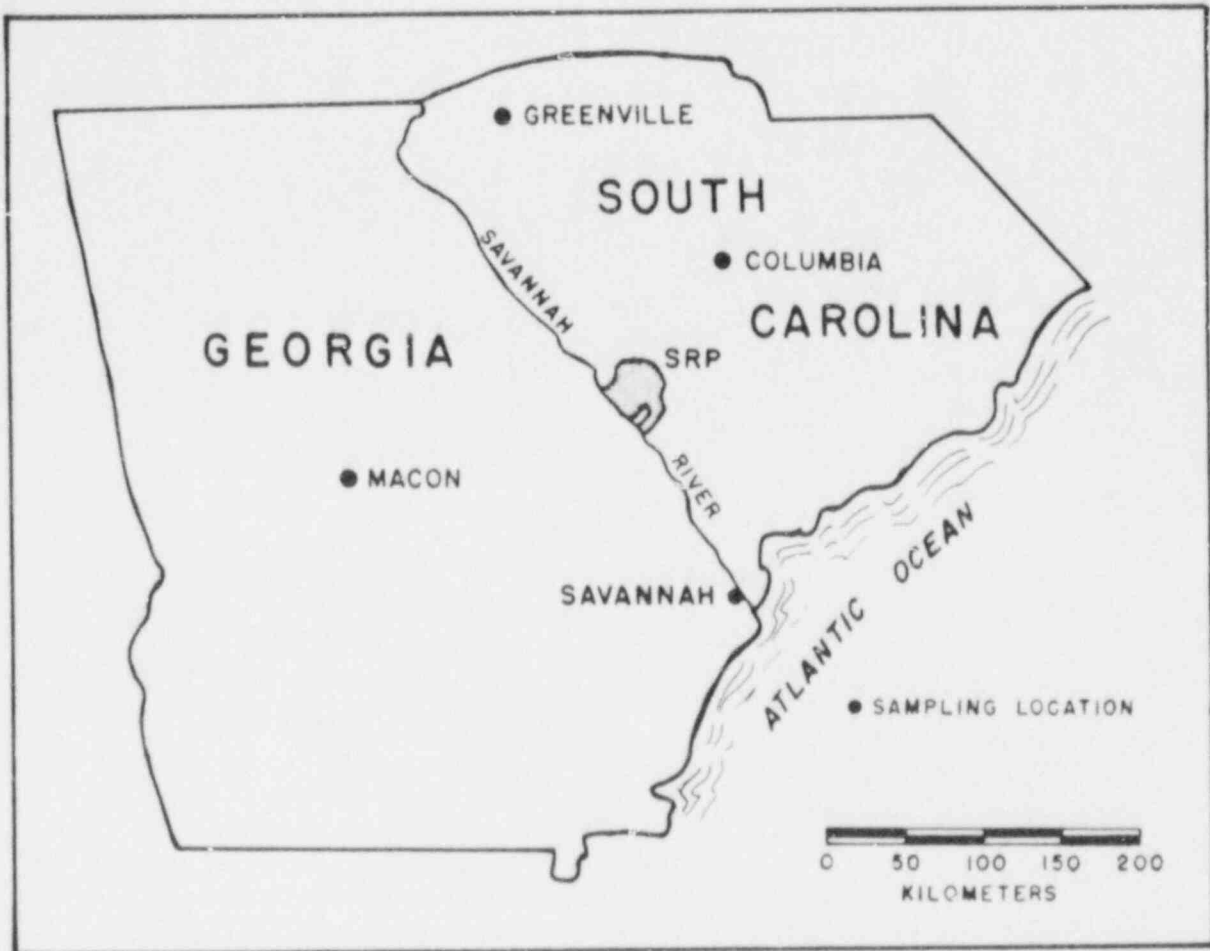 GREENVILLE
SOUTH
SAVANNAH
COLUMBIA
CAROLINA
GEORGIA
SRP
MACON
RIVER
SAVANNAH
ATLANTIC OCEAN
SAMPLING LOCATION
0 50 100 150 200
KILOMETERS